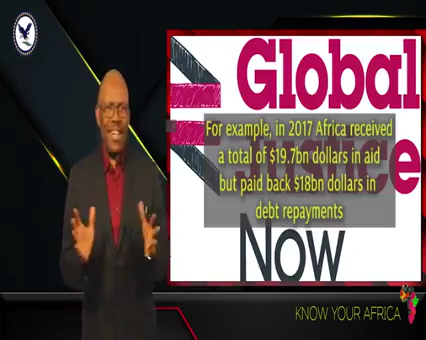 Global
Justice
Now
For example, in 2017 Africa received
a total of $19.7bn dollars in aid
but paid back $18bn dollars in
debt repayments
KNOW YOUR AFRICA